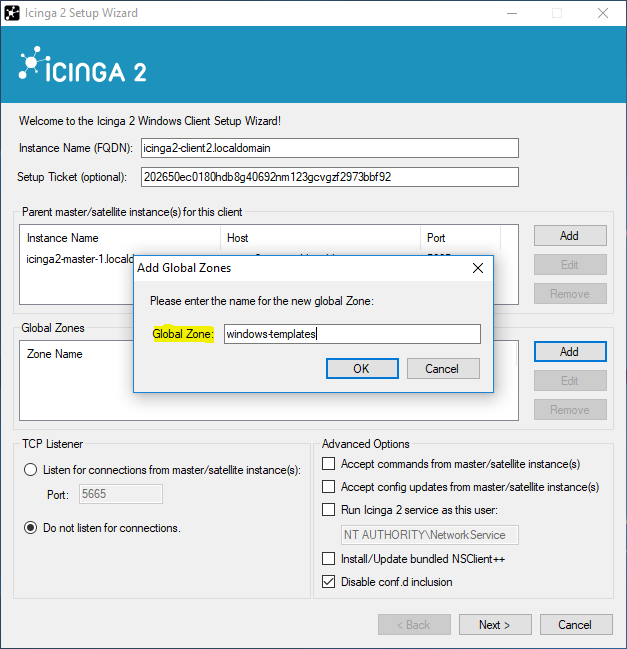 Icinga 2 Setup Wizard
ICINGA 2
Welcome to the Icinga 2 Windows Client Setup Wizard!
Instance Name (FQDN): icinga2-client2.localdomain
Setup Ticket (optional): 202650ec0180hdb8g40692nm123gcvgzf2973bbf92
Parent master/satellite instance(s) for this client
Instance Name Host Port
icinga2-master-1.locald
Add
Edit
Remove
Add Global Zones
Please enter the name for the new global Zone:
Global Zone: windows-templates
OK Cancel
Global Zones
Zone Name
Add
Edit
Remove
TCP Listener
Listen for connections from master/satellite instance(s):
Port: 5665
Do not listen for connections.
Advanced Options
Accept commands from master/satellite instance(s)
Accept config updates from master/satellite instance(s)
Run Icinga 2 service as this user:
NT AUTHORITY\NetworkService
Install/Update bundled NSClient++
Disable conf.d inclusion
< Back Next > Cancel